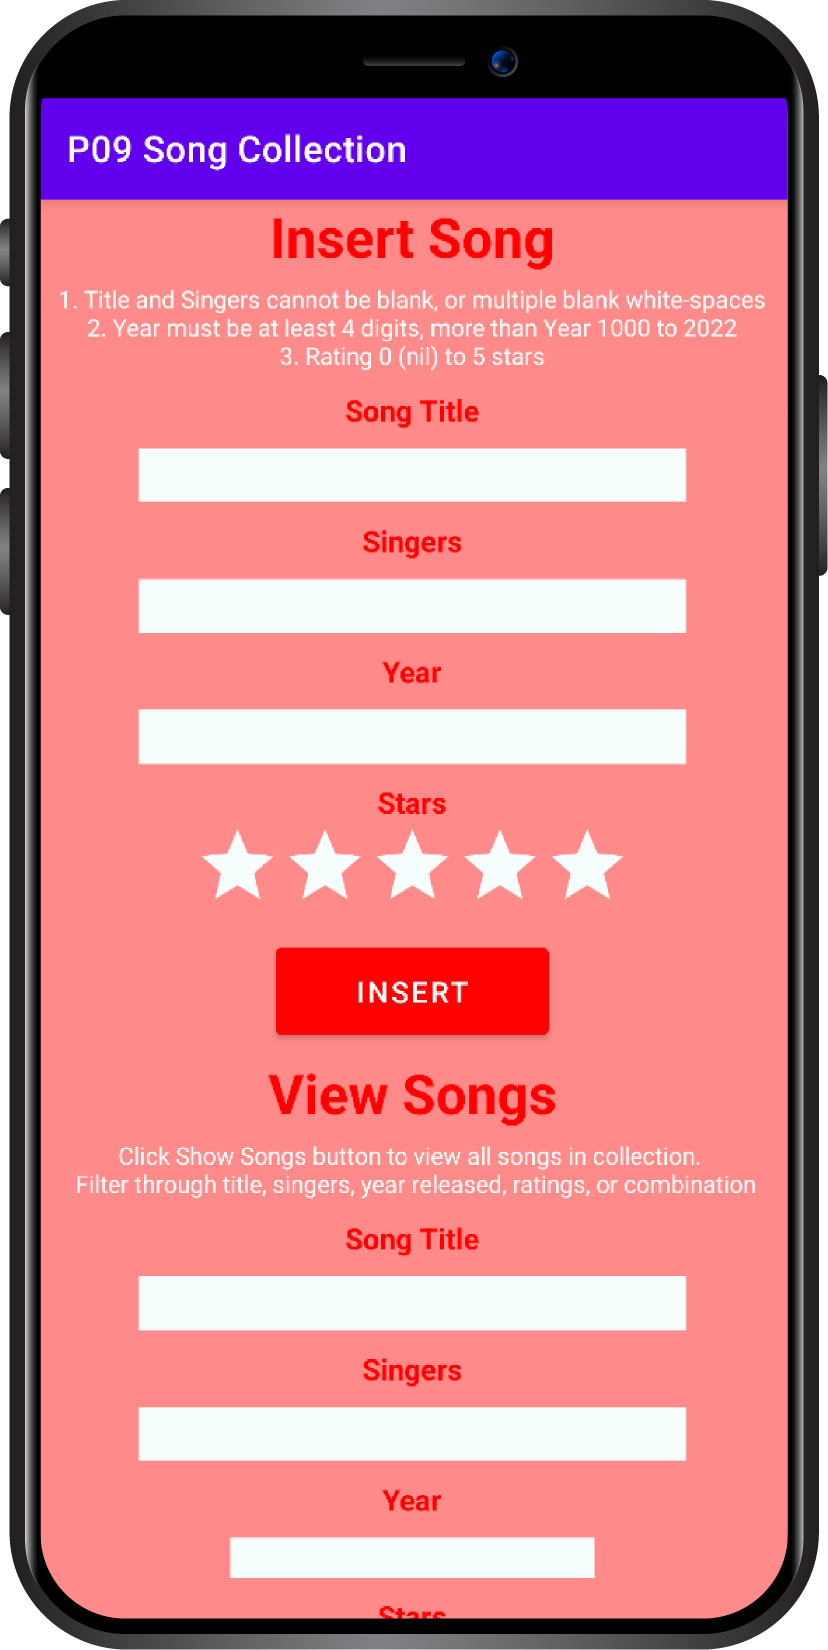 P09 Song Collection
Insert Song
1. Title and Singers cannot be blank, or multiple blank white-spaces
2. Year must be at least 4 digits, more than Year 1000 to 2022
3. Rating 0 (nil) to 5 stars
Song Title
Singers
Year
Stars
INSERT
View Songs
Click Show Songs button to view all songs in collection.
Filter through title, singers, year released, ratings, or combination
Song Title
Singers
Year
Stars